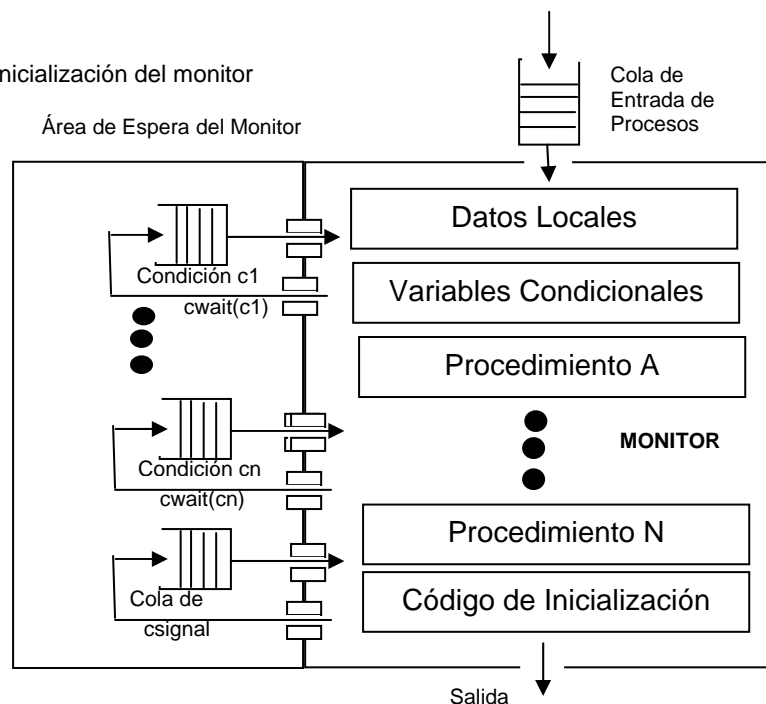 nicialización del monitor
Cola de
Entrada de
Procesos
Área de Espera del Monitor
Datos Locales
Condición c1
cwait(c1)
Variables Condicionales
Procedimiento A
MONITOR
Condición cn
cwait(cn)
Procedimiento N
Cola de
csignal
Código de Inicialización
Salida